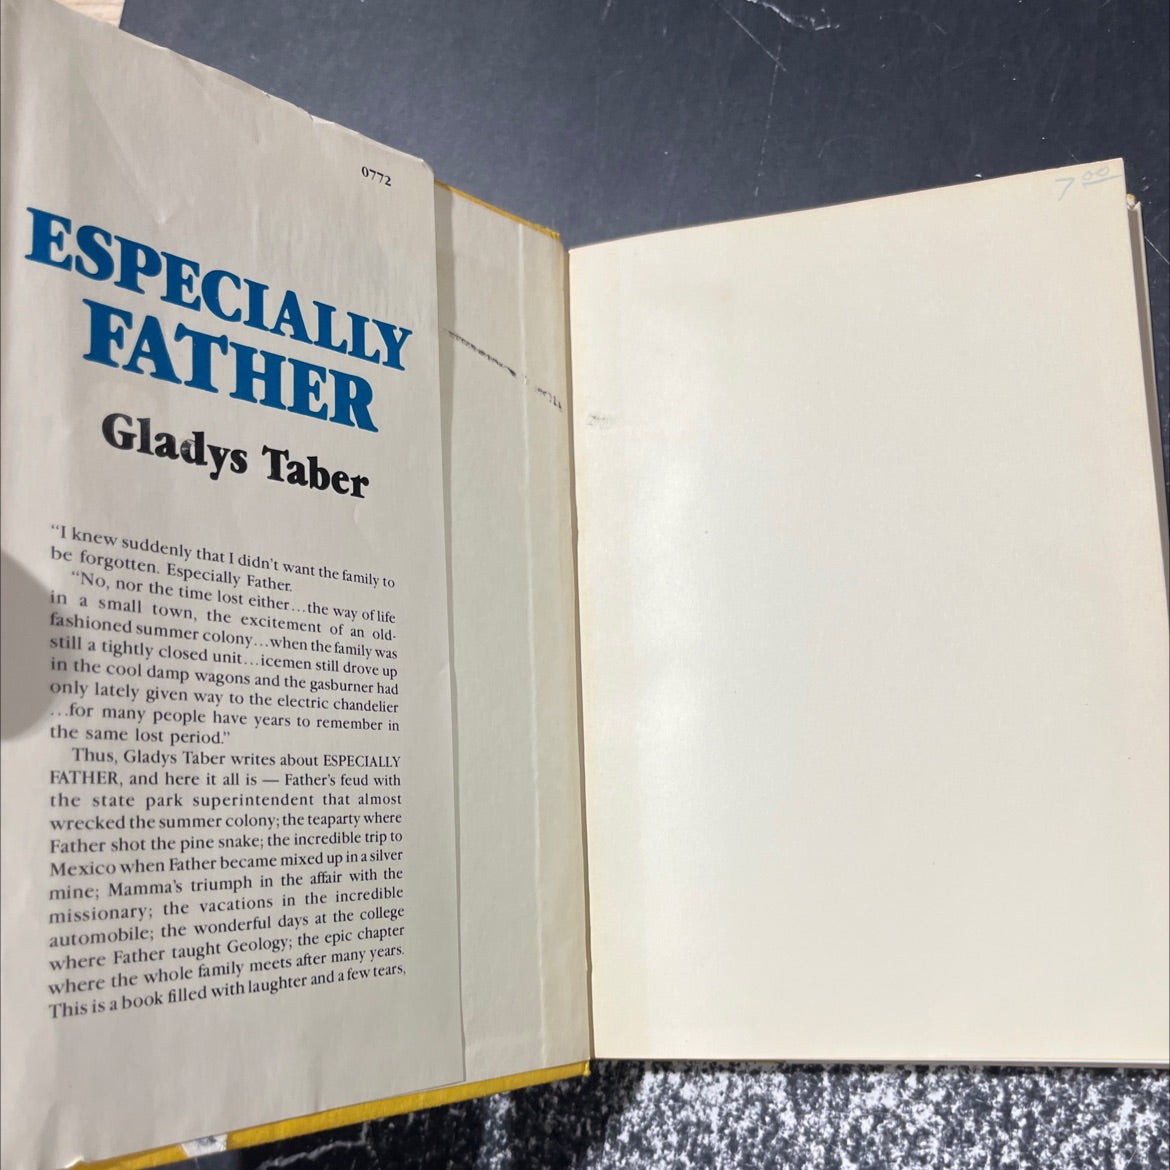 0772
ESPECIALLY
FATHER
Gladys Taber
“I knew suddenly that I didn’t want the family to
be forgotten. Especially Father.
“No, nor the time lost either...the way of life
in a small town, the excitement of an old-
fashioned summer colony...when the family was
still a tightly closed unit...icemen still drove up
in the cool damp wagons and the gasburner had
only lately given way to the electric chandelier
...for many people have years to remember in
the same lost period.”
Thus, Gladys Taber writes about ESPECIALLY
FATHER, and here it all is — Father’s feud with
the state park superintendent that almost
wrecked the summer colony; the teaparty where
Father shot the pine snake; the incredible trip to
Mexico when Father became mixed up in a silver
mine; Mamma’s triumph in the affair with the
missionary; the vacations in the incredible
automobile; the wonderful days at the college
where Father taught Geology; the epic chapter
where the whole family meets after many years.
This is a book filled with laughter and a few tears,
7 00